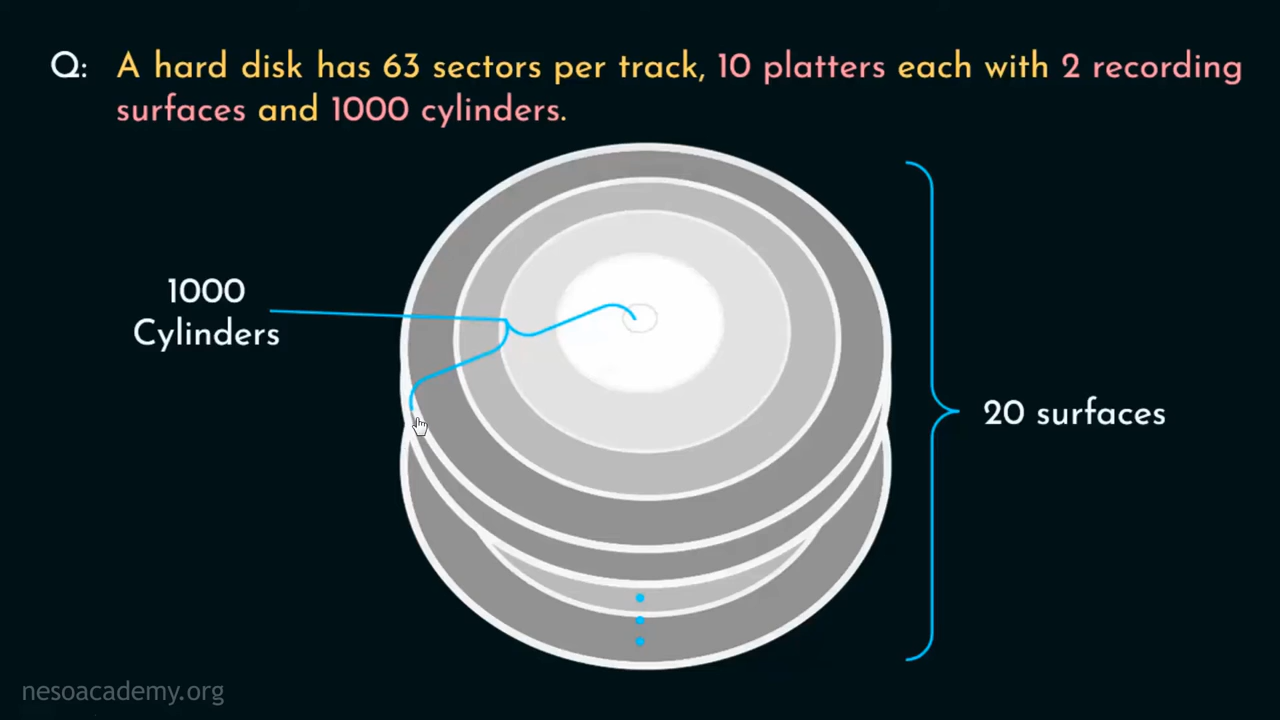 Q: A hard disk has 63 sectors per track, 10 platters each with 2 recording
surfaces and 1000 cylinders.
1000
Cylinders
20 surfaces
nesoacademy.org